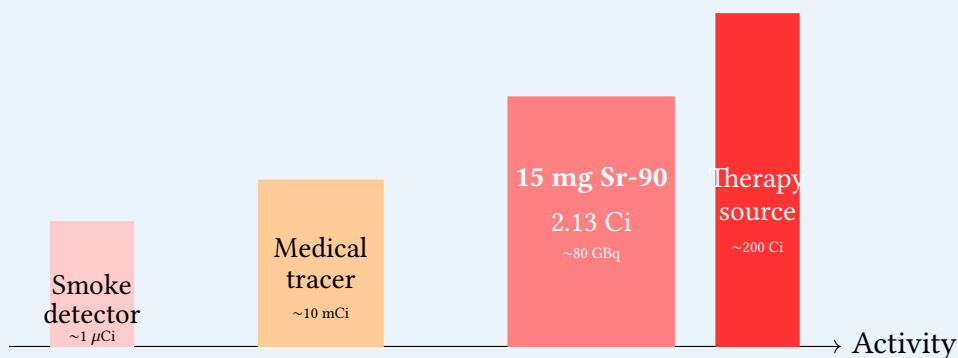 Smoke
detector
~1 μCi
Medical
tracer
~10 mCi
15 mg Sr-90
2.13 Ci
~80 GBq
Therapy
source
~200 Ci
Activity